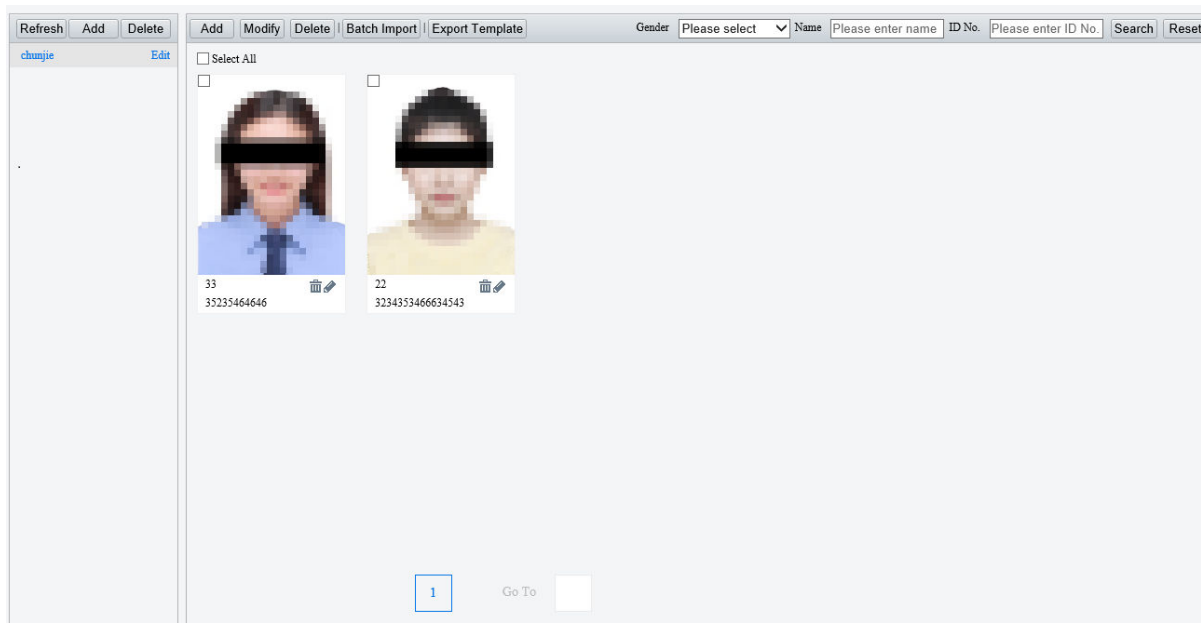 Refresh Add Delete
chunjie Edit
Add Modify Delete | Batch Import | Export Template Gender Please select Name Please enter name ID No. Please enter ID No. Search Reset
Select All
33
35235464646
22
3234353466634543
1 Go To